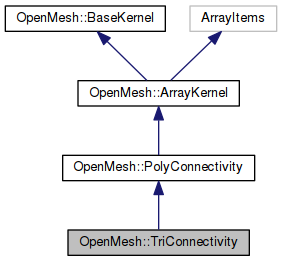 OpenMesh::BaseKernel
ArrayItems
OpenMesh::ArrayKernel
OpenMesh::PolyConnectivity
OpenMesh::TriConnectivity